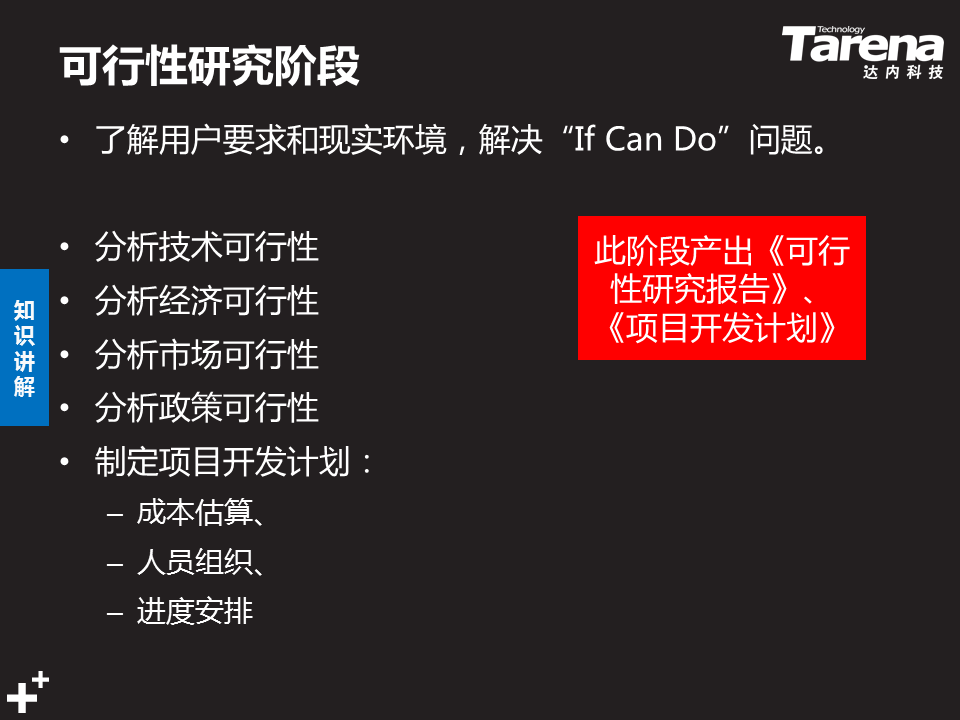 可行性研究阶段
Technology
Tarena
达内科技
• 了解用户要求和现实环境，解决“If Can Do”问题。
• 分析技术可行性
• 分析经济可行性
• 分析市场可行性
• 分析政策可行性
• 制定项目开发计划：
– 成本估算、
– 人员组织、
– 进度安排
此阶段产出《可行
性研究报告》、
《项目开发计划》
知
识
讲
解